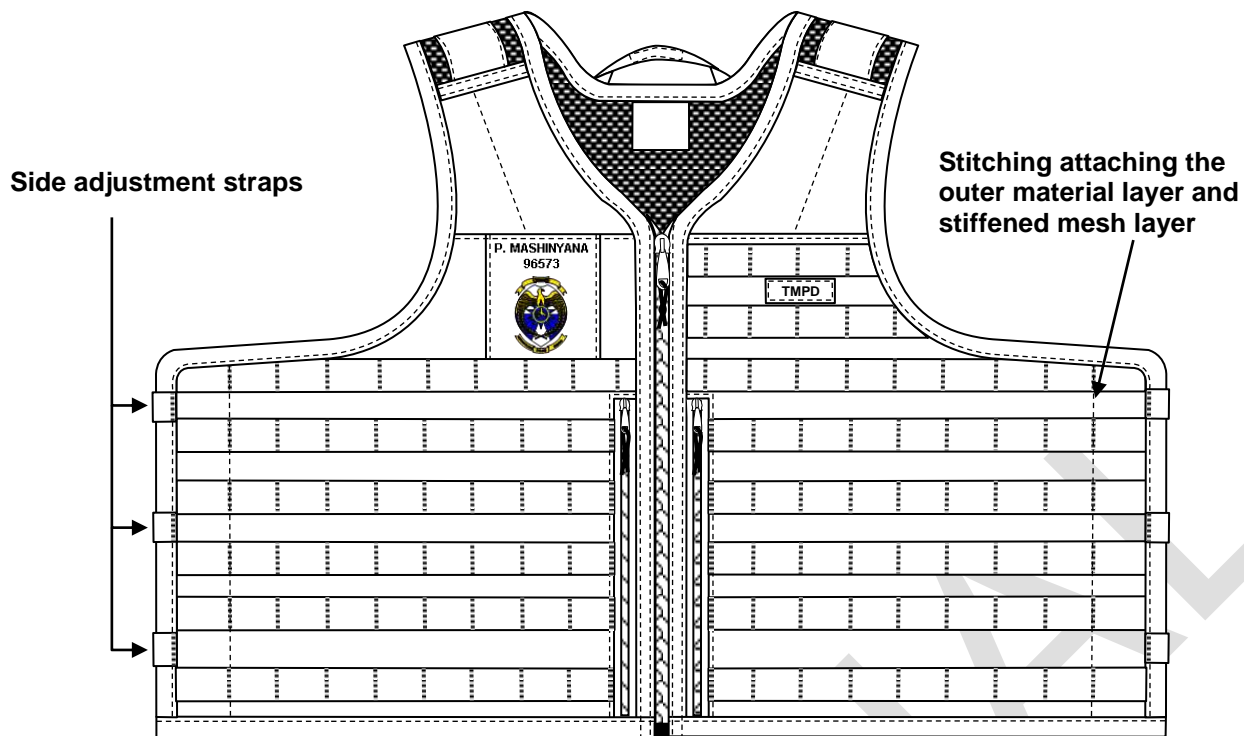 Side adjustment straps
Stitching attaching the
outer material layer and
stiffened mesh layer
P. MASHINYANA
96573
TMPD